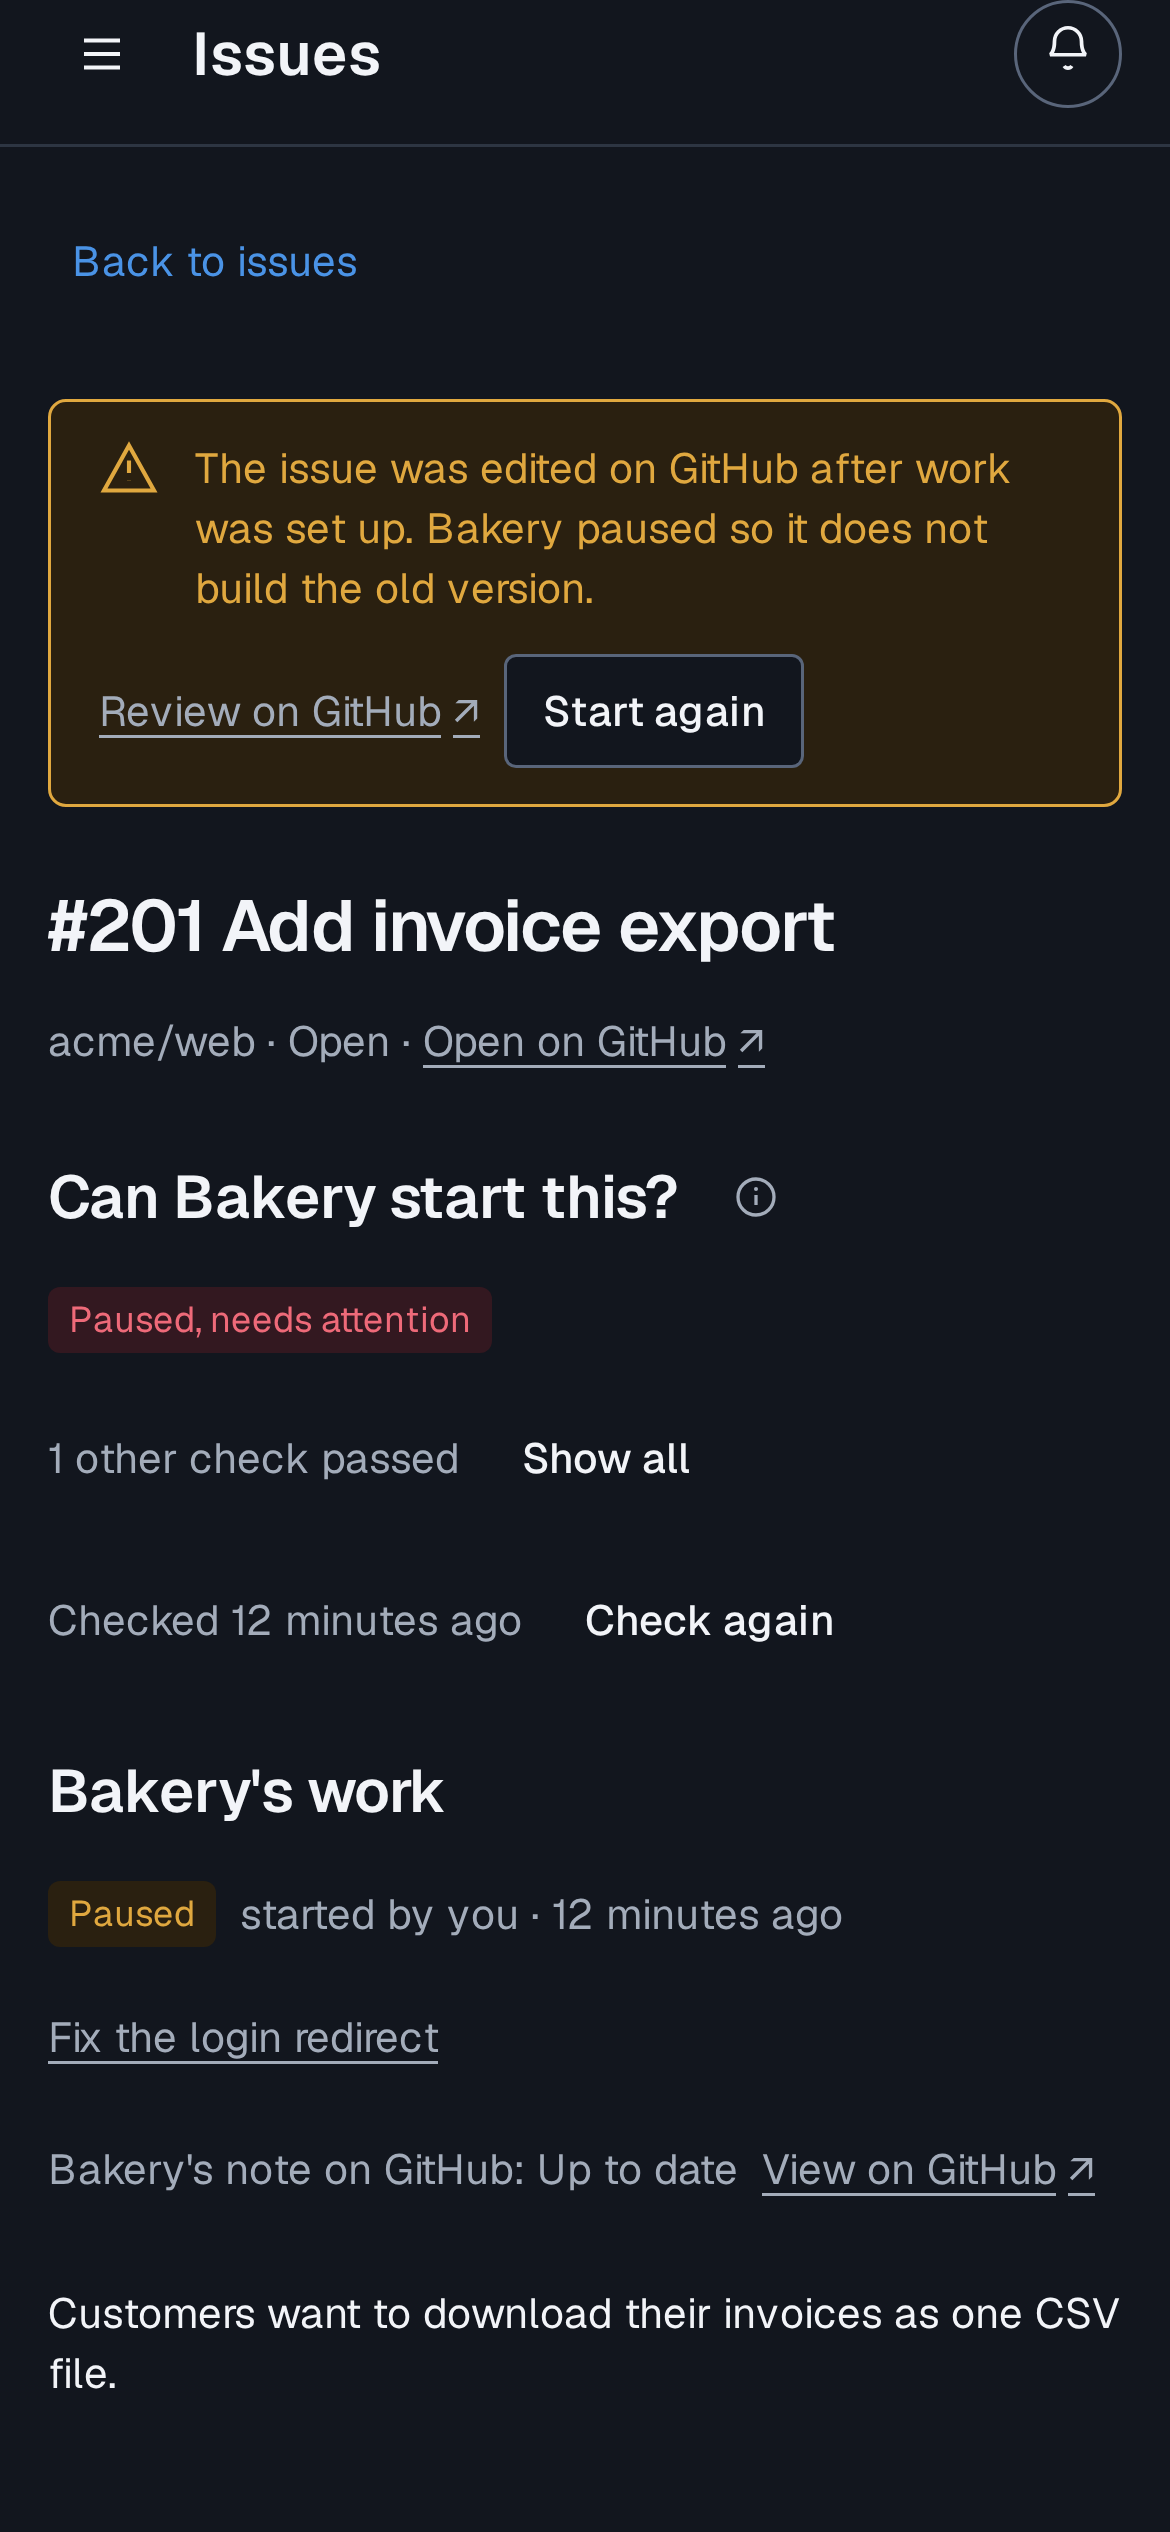 Issues
Back to issues
The issue was edited on GitHub after work
was set up. Bakery paused so it does not
build the old version.
Review on GitHub ↗ Start again
#201 Add invoice export
acme/web · Open · Open on GitHub ↗
Can Bakery start this?
Paused, needs attention
1 other check passed Show all
Checked 12 minutes ago Check again
Bakery's work
Paused started by you · 12 minutes ago
Fix the login redirect
Bakery's note on GitHub: Up to date View on GitHub ↗
Customers want to download their invoices as one CSV
file.